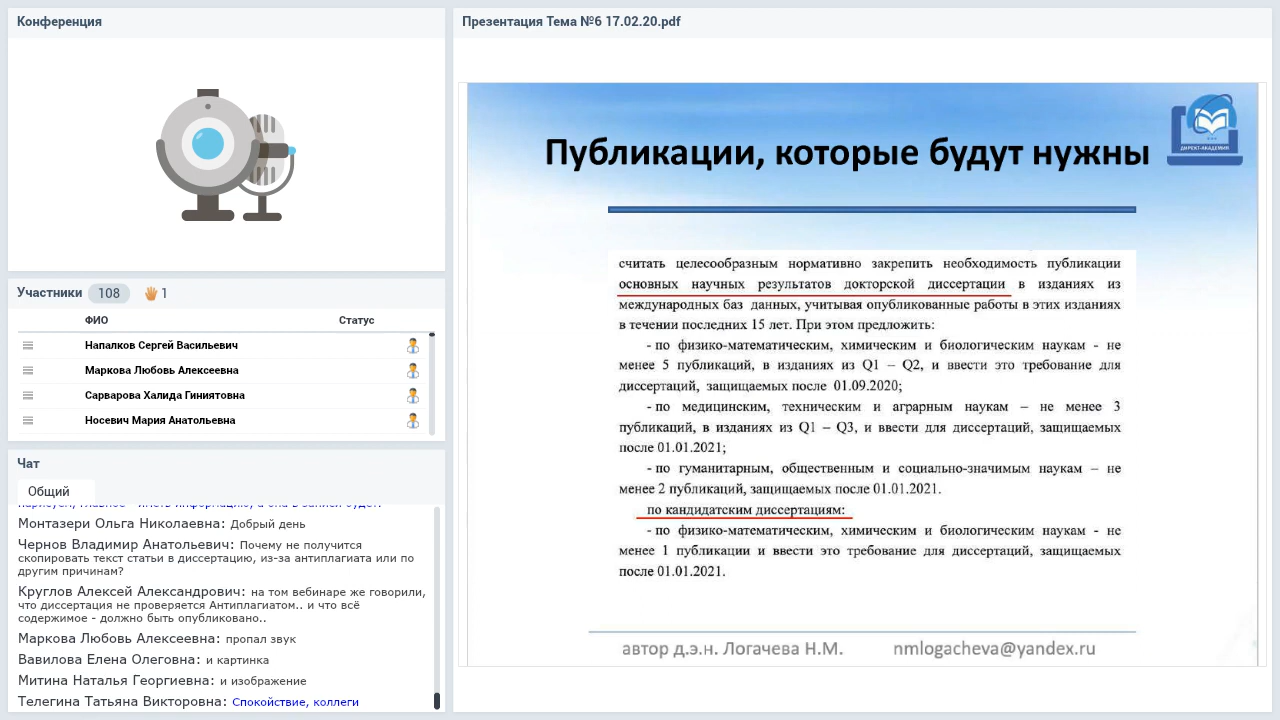 Конференция
Участники 108 1
ФИО Статус
Напалков Сергей Васильевич
Маркова Любовь Алексеевна
Сарварова Халида Гиниятовна
Носевич Мария Анатольевна
Чат
Общий
Монтазери Ольга Николаевна: Добрый день
Чернов Владимир Анатольевич: Почему не получится
скопировать текст статьи в диссертацию, из-за антиплагиата или по
другим причинам?
Круглов Алексей Александрович: на том вебинаре же говорили,
что диссертация не проверяется Антиплагиатом.. и что всё
содержимое - должно быть опубликовано..
Маркова Любовь Алексеевна: пропал звук
Вавилова Елена Олеговна: и картинка
Митина Наталья Георгиевна: и изображение
Телегина Татьяна Викторовна: Спокойствие, коллеги
Презентация Тема №6 17.02.20.pdf
ДИРЕКТ-АКАДЕМИЯ
Публикации, которые будут нужны
считать целесообразным нормативно закрепить необходимость публикации
основных научных результатов докторской диссертации в изданиях из
международных баз данных, учитывая опубликованные работы в этих изданиях
в течении последних 15 лет. При этом предложить:
- по физико-математическим, химическим и биологическим наукам - не
менее 5 публикаций, в изданиях из Q1 – Q2, и ввести это требование для
диссертаций, защищаемых после 01.09.2020;
- по медицинским, техническим и аграрным наукам – не менее 3
публикаций, в изданиях из Q1 – Q3, и ввести для диссертаций, защищаемых
после 01.01.2021;
- по гуманитарным, общественным и социально-значимым наукам – не
менее 2 публикаций, защищаемых после 01.01.2021.
по кандидатским диссертациям:
- по физико-математическим, химическим и биологическим наукам - не
менее 1 публикации и ввести это требование для диссертаций, защищаемых
после 01.01.2021.
автор д.э.н. Логачева Н.М. nmlogacheva@yandex.ru